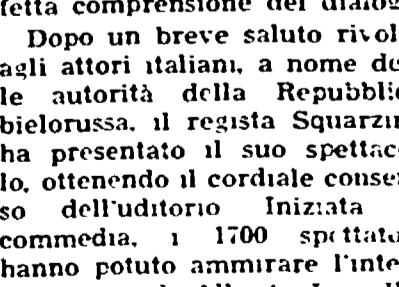 fetta comprensione del dialog
Dopo un breve saluto rivol
agli attori italiani, a nome de
le autorità della Repubblic
bielorussa, il regista Squarzin
ha presentato il suo spettac
lo, ottenendo il cordiale conse
so dell'uditorio Iniziata
commedia, i 1700 spettato
hanno potuto ammirare l'inte